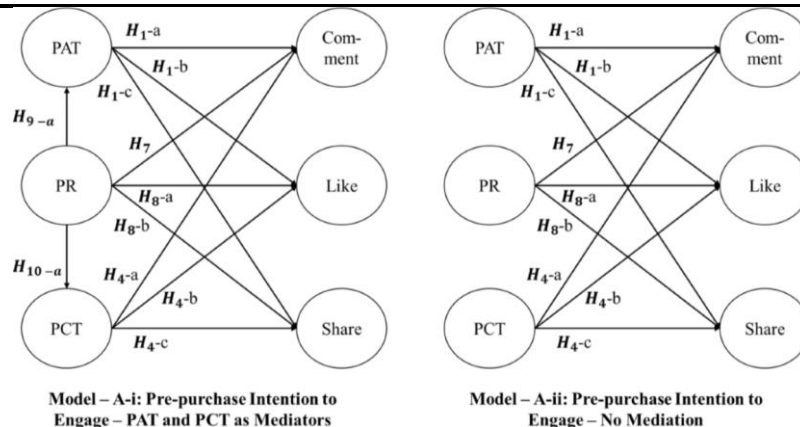 PAT
H1-a
Com-
ment
H1-b
H1-c
H9-a
H7
PR
H8-a
Like
H8-b
H10-a
H4-a
H4-b
PCT
H4-c
Share
Model – A-i: Pre-purchase Intention to
Engage – PAT and PCT as Mediators
PAT
H1-a
Com-
ment
H1-b
H1-c
H7
PR
H8-a
Like
H8-b
H4-a
H4-b
PCT
H4-c
Share
Model – A-ii: Pre-purchase Intention to
Engage – No Mediation